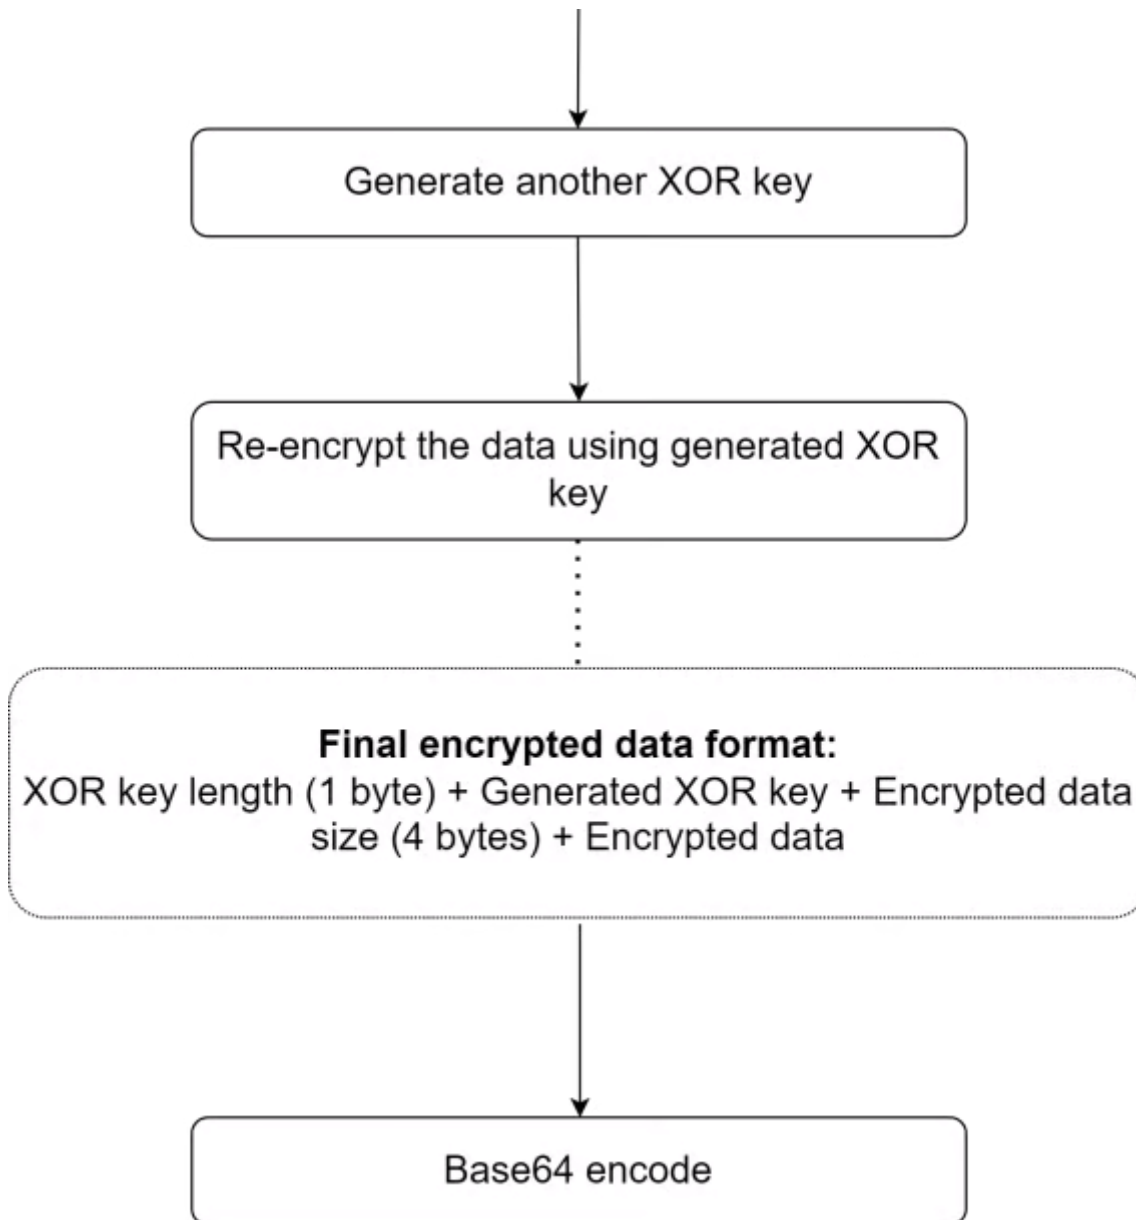 Generate another XOR key
Re-encrypt the data using generated XOR
key
Final encrypted data format:
XOR key length (1 byte) + Generated XOR key + Encrypted data
size (4 bytes) + Encrypted data
Base64 encode